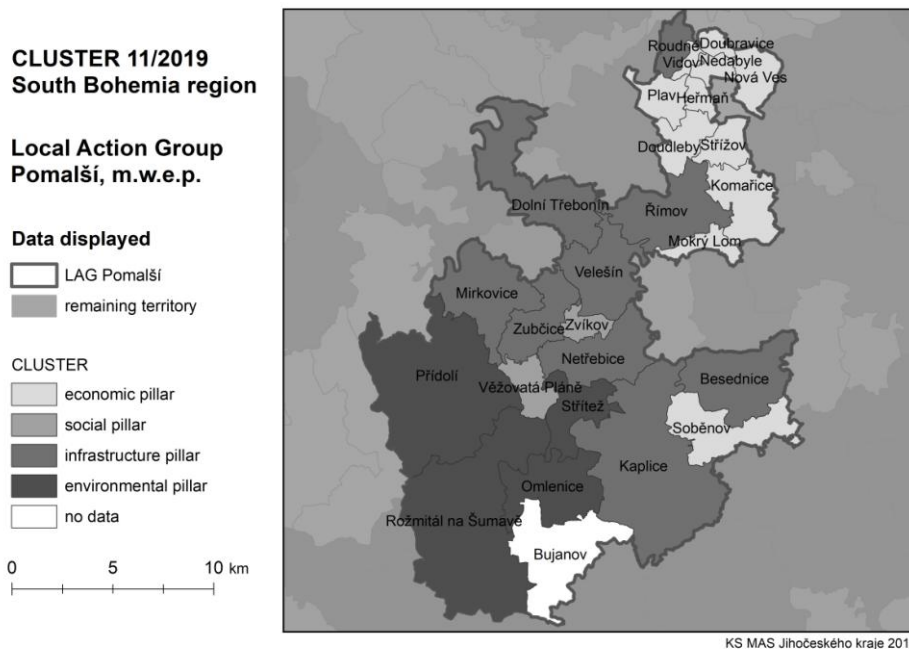 CLUSTER 11/2019
South Bohemia region
Local Action Group
Pomalší, m.w.e.p.
Data displayed
LAG Pomalší
remaining territory
CLUSTER
economic pillar
social pillar
infrastructure pillar
environmental pillar
no data
0 5 10 km
Roudné
Doubravice
Vidov
Nedabyle
Nová Ves
Plav
Heřmaň
Doudleby
Střížov
Komařice
Dolní Třebonín
Římov
Mokrý Lom
Velešín
Mirkovice
Zubčice
Zvíkov
Netřebice
Přídolí
Věžovatá Pláně
Besednice
Střítež
Soběnov
Kaplice
Omlenice
Rožmitál na Šumavě
Bujanov
KS MAS Jihočeského kraje 201